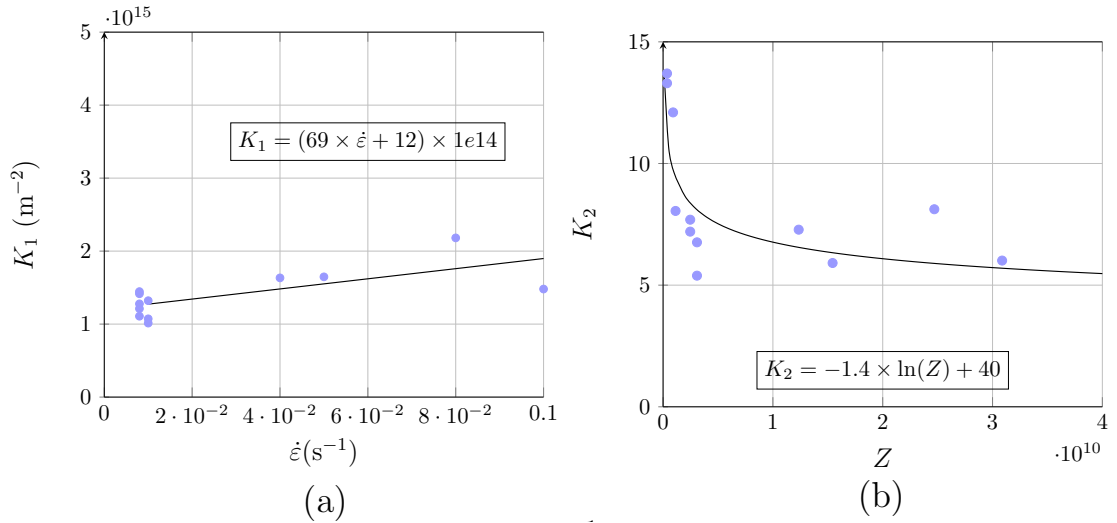 ·10^15
5
4
3
2
1
0
K_1 (m^−2)
K_1 = (69 × ε̇ + 12) × 1e14
0
2 · 10^−2
4 · 10^−2
6 · 10^−2
8 · 10^−2
0.1
ε̇(s^−1)
(a)
15
10
5
0
K_2
K_2 = −1.4 × ln(Z) + 40
0
1
2
3
4
·10^10
Z
(b)